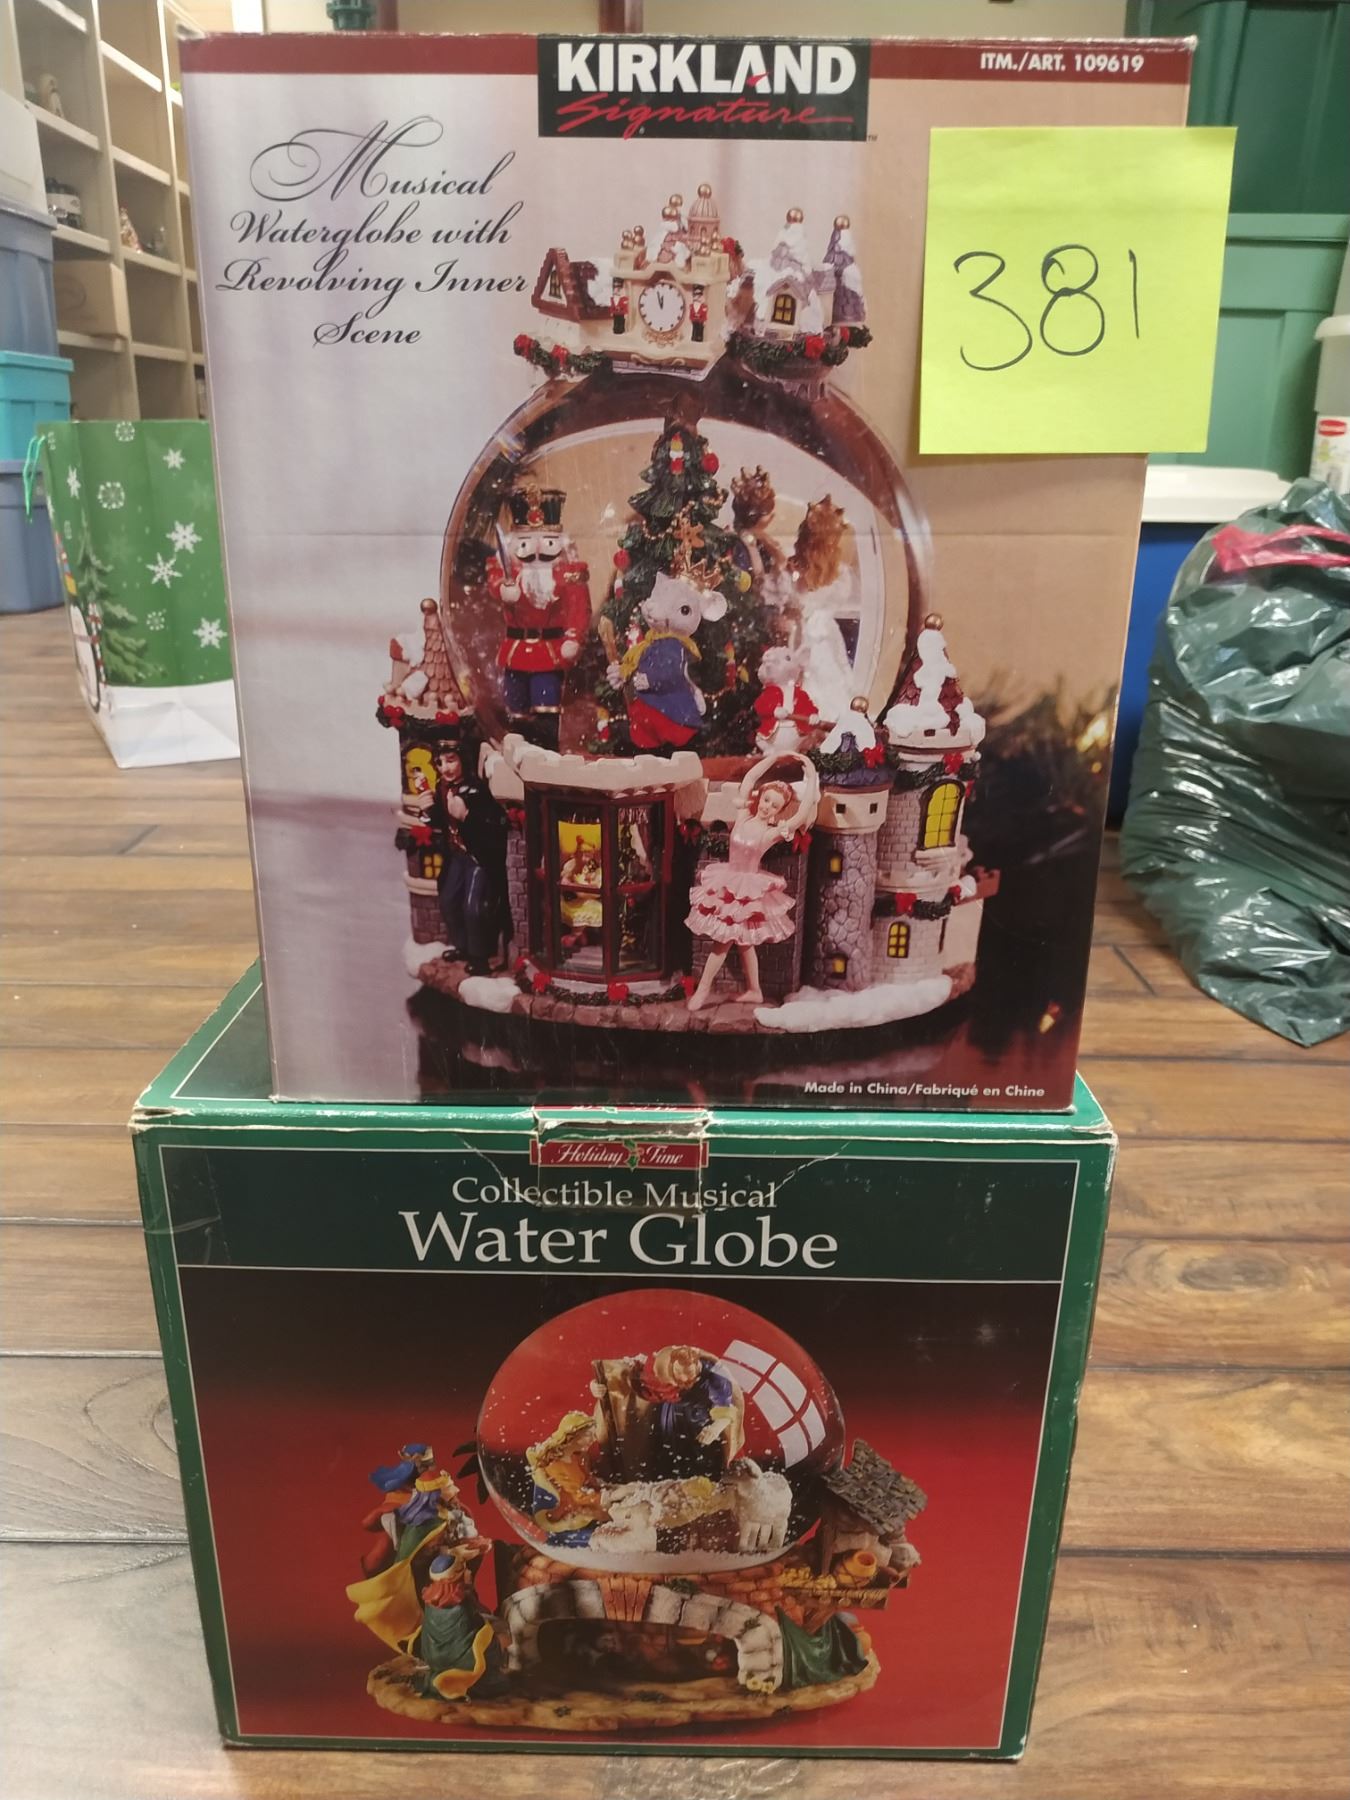 KIRKLAND
Signature™
ITM./ART. 109619
Musical
Waterglobe with
Revolving Inner
Scene
381
Made in China/Fabriqué en Chine
Holiday Time
Collectible Musical
Water Globe